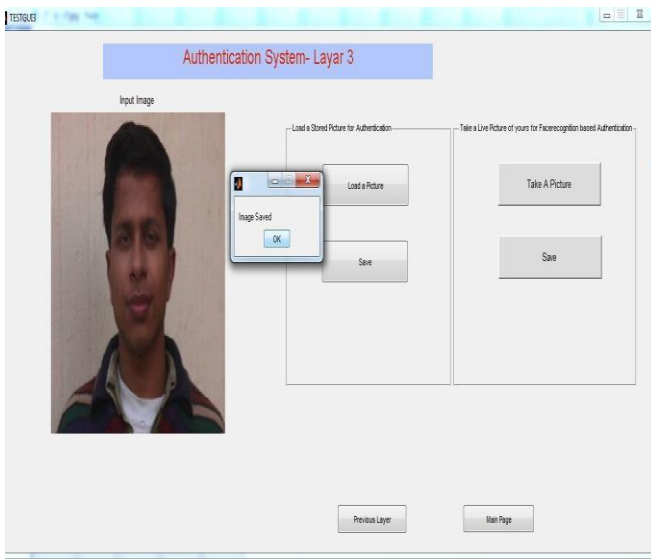 TESTGUI3
Authentication System- Layar 3
Input Image
Load a Stored Picture for Authentication
Take a Live Picture of yours for Facerecognition based Authentication
Load a Picture
Take A Picture
Image Saved
OK
Save
Save
Previous Layer
Main Page